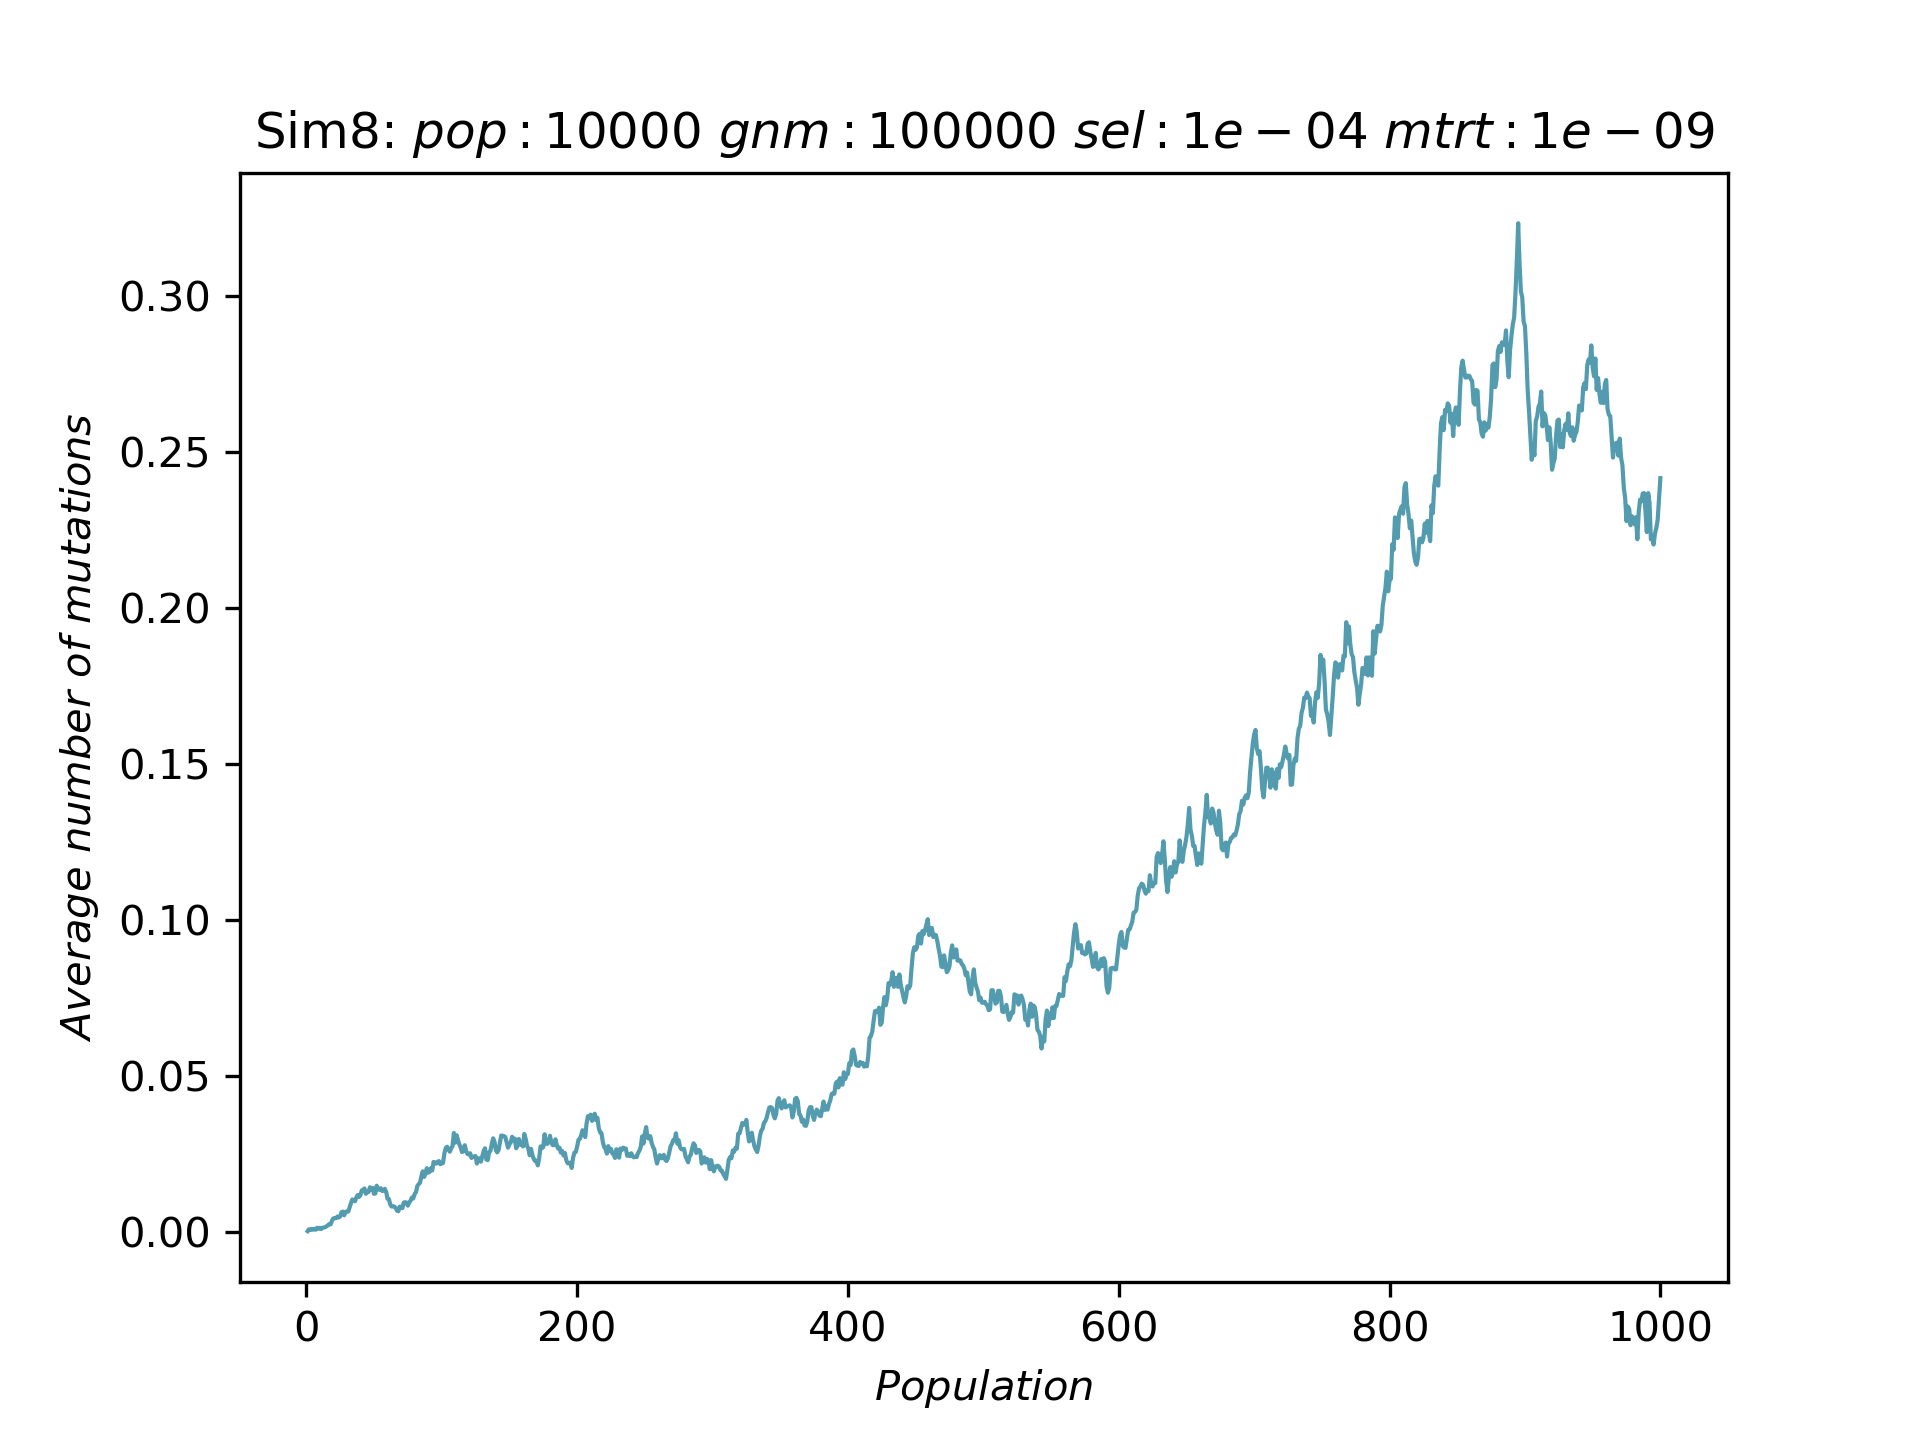 Sim8: pop : 10000 gnm : 100000 sel : 1e − 04 mtrt : 1e − 09
Average number of mutations
0.30
0.25
0.20
0.15
0.10
0.05
0.00
0 200 400 600 800 1000
Population